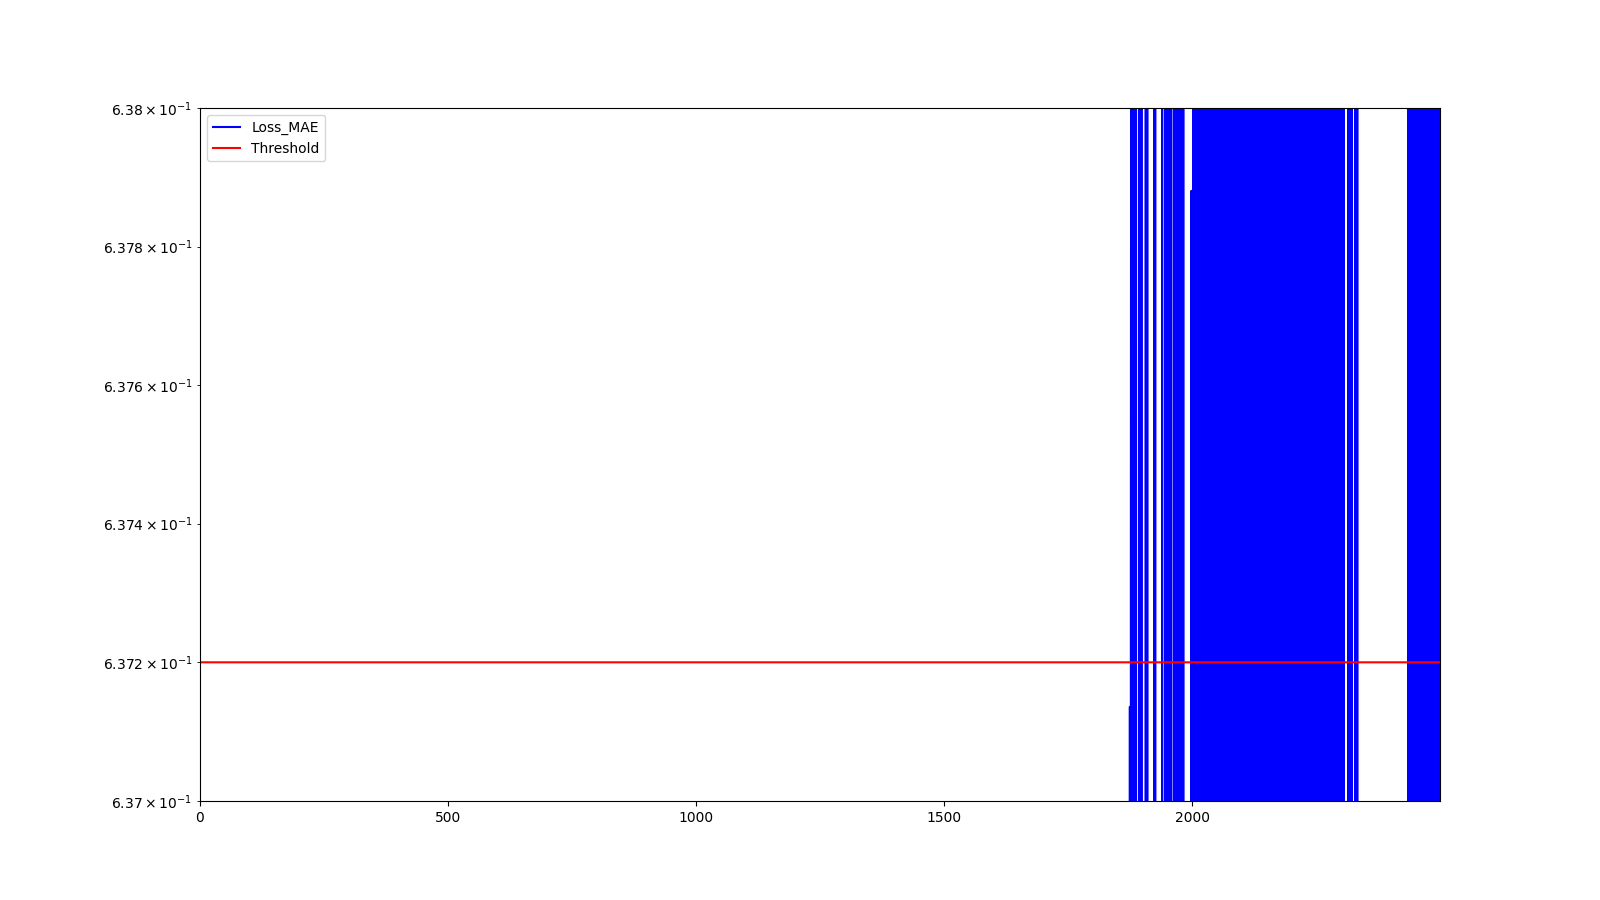 6.38 × 10⁻¹
Loss_MAE
Threshold
6.378 × 10⁻¹
6.376 × 10⁻¹
6.374 × 10⁻¹
6.372 × 10⁻¹
6.37 × 10⁻¹
0 500 1000 1500 2000